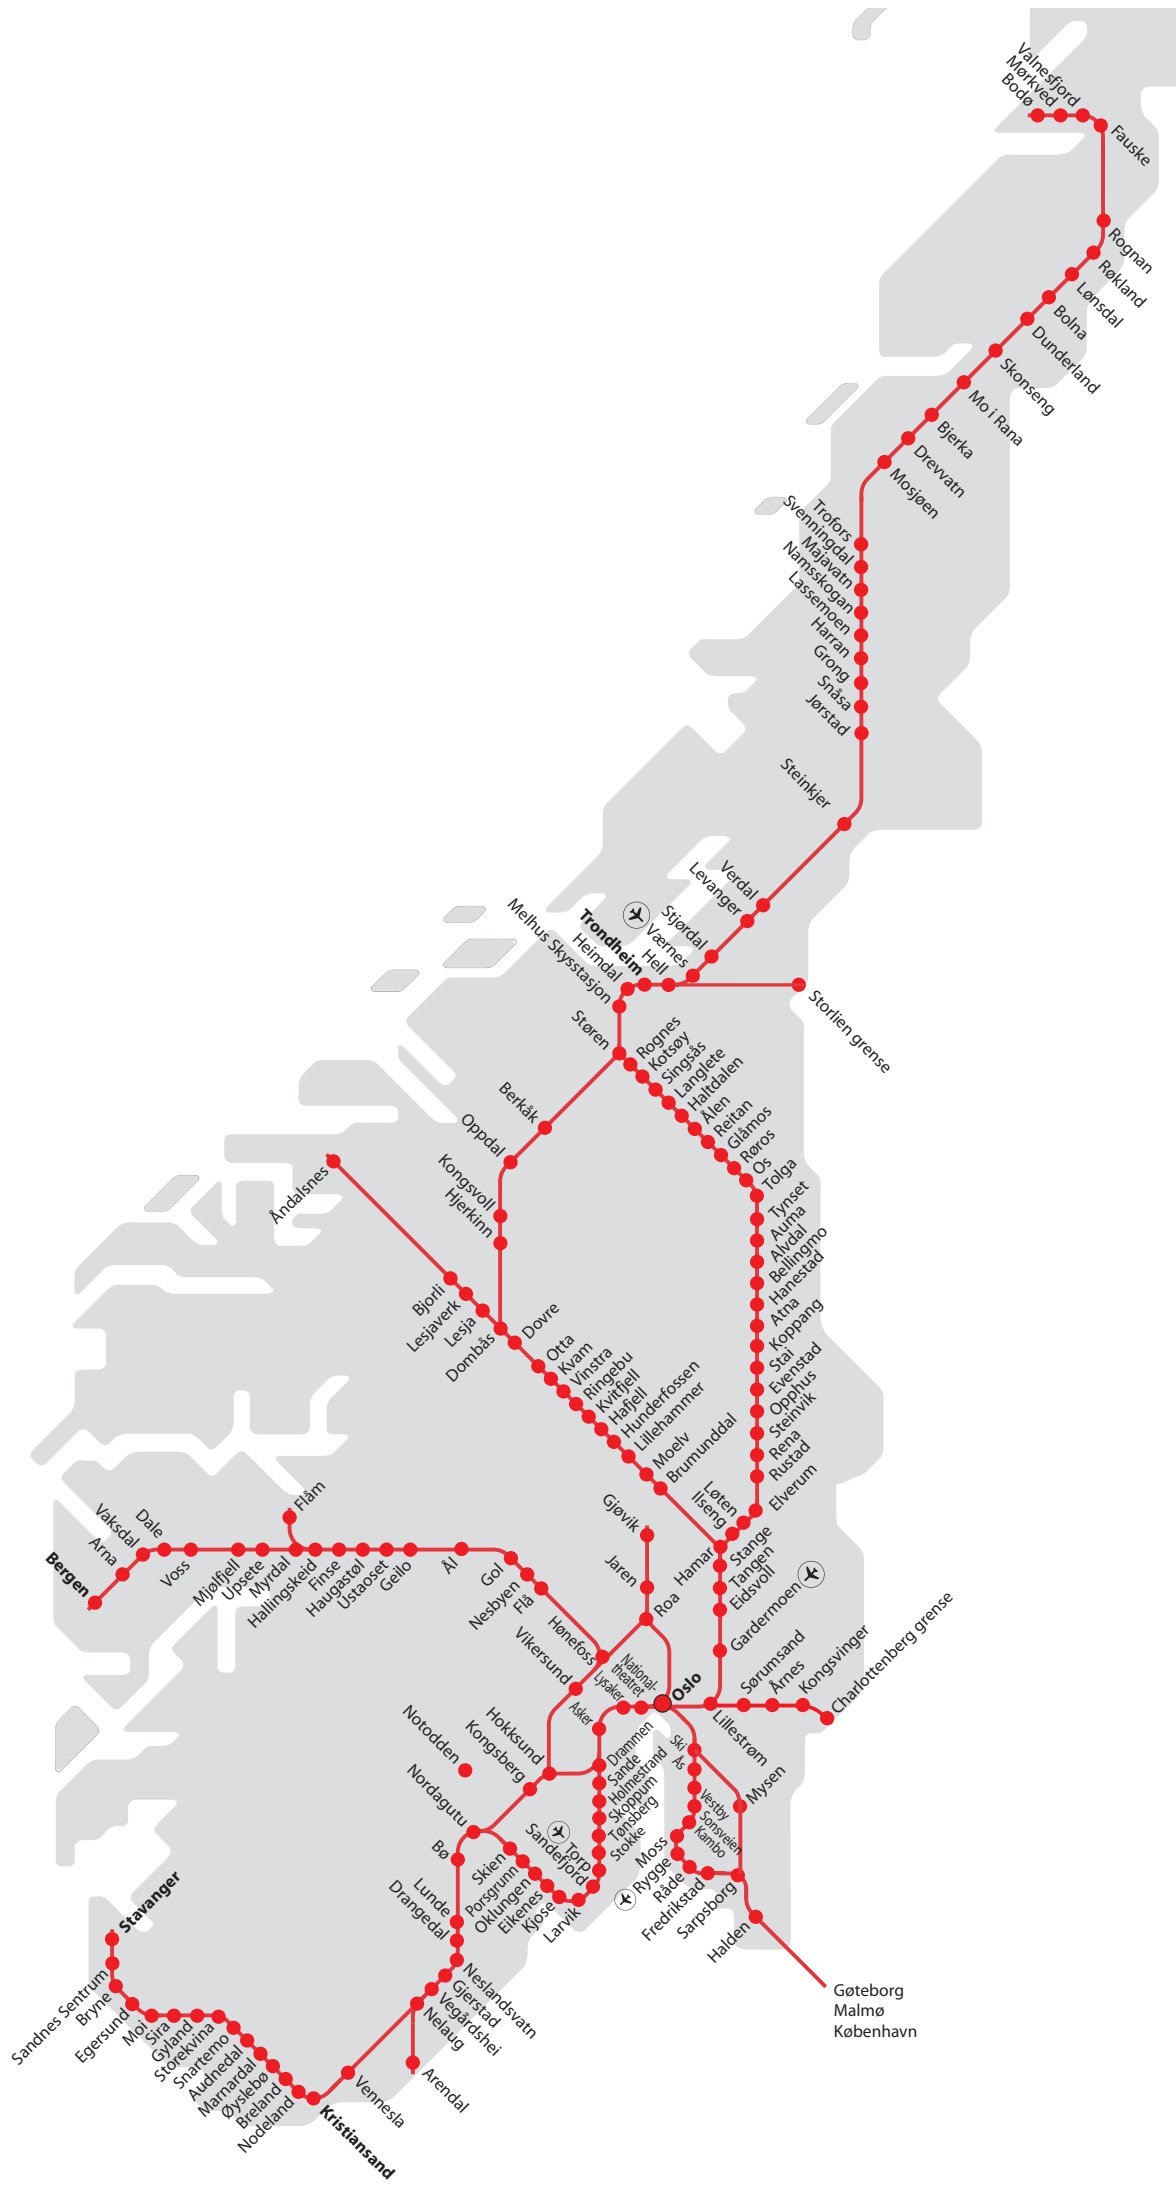 Valnesfjord
Mørkved
Bodø
Fauske
Rognan
Røkland
Lønsdal
Bolna
Dunderland
Skonseng
Mo i Rana
Bjerka
Drevvatn
Mosjøen
Trofors
Svenningdal
Majavatn
Namsskogan
Lassemoen
Harran
Grong
Snåsa
Jørstad
Steinkjer
Verdal
Levanger
Stjørdal
Værnes
Hell
Trondheim
Heimdal
Melhus Skysstasjon
Støren
Storlien grense
Rognes
Kotsøy
Singsås
Langlete
Haltdalen
Ålen
Reitan
Glåmos
Røros
Os
Tolga
Tynset
Auma
Alvdal
Bellingmo
Hanestad
Atna
Koppang
Stai
Evenstad
Opphus
Steinvik
Rena
Rustad
Elverum
Løten
Ilseng
Berkåk
Oppdal
Kongsvoll
Hjerkinn
Åndalsnes
Bjorli
Lesjaverk
Lesja
Dombås
Dovre
Otta
Kvam
Vinstra
Ringebu
Kvitfjell
Hafjell
Hunderfossen
Lillehammer
Moelv
Brumunddal
Hamar
Stange
Tangen
Eidsvoll
Gardermoen
Gjøvik
Jaren
Roa
Flåm
Bergen
Arna
Vaksdal
Dale
Voss
Mjølfjell
Upsete
Myrdal
Hallingskeid
Finse
Haugastøl
Ustaoset
Geilo
Ål
Gol
Nesbyen
Flå
Hønefoss
Vikersund
Hokksund
Kongsberg
Notodden
Nordagutu
Bø
Lunde
Drangedal
Neslandsvatn
Gjerstad
Vegårdshei
Nelaug
Arendal
Vennesla
Kristiansand
Nodeland
Breland
Øyslebø
Marnardal
Audnedal
Snartemo
Storekvina
Gyland
Sira
Moi
Egersund
Bryne
Sandnes Sentrum
Stavanger
National-
theatret
Lysaker
Asker
Oslo
Drammen
Sande
Holmestrand
Skoppum
Tønsberg
Stokke
Torp
Sandefjord
Larvik
Kjose
Eikenes
Oklungen
Porsgrunn
Skien
Lillestrøm
Sørumsand
Årnes
Kongsvinger
Charlottenberg grense
Ski
Ås
Vestby
Sonsveien
Kambo
Moss
Rygge
Råde
Fredrikstad
Sarpsborg
Halden
Mysen
Gøteborg
Malmø
København